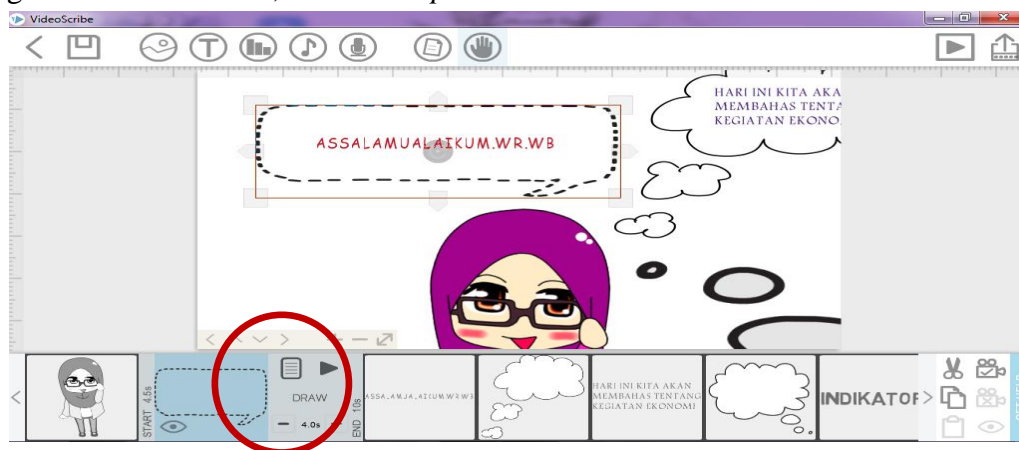 VideoScribe
HARI INI KITA AKA
MEMBAHAS TENTA
KEGIATAN EKONO
ASSALAMUALAIKUM.WR.WB
START 4.5s
DRAW
4.0s
END 10s
HARI INI KITA AKAN
MEMBAHAS TENTANG
KEGIATAN EKONOMI
INDIKATOR